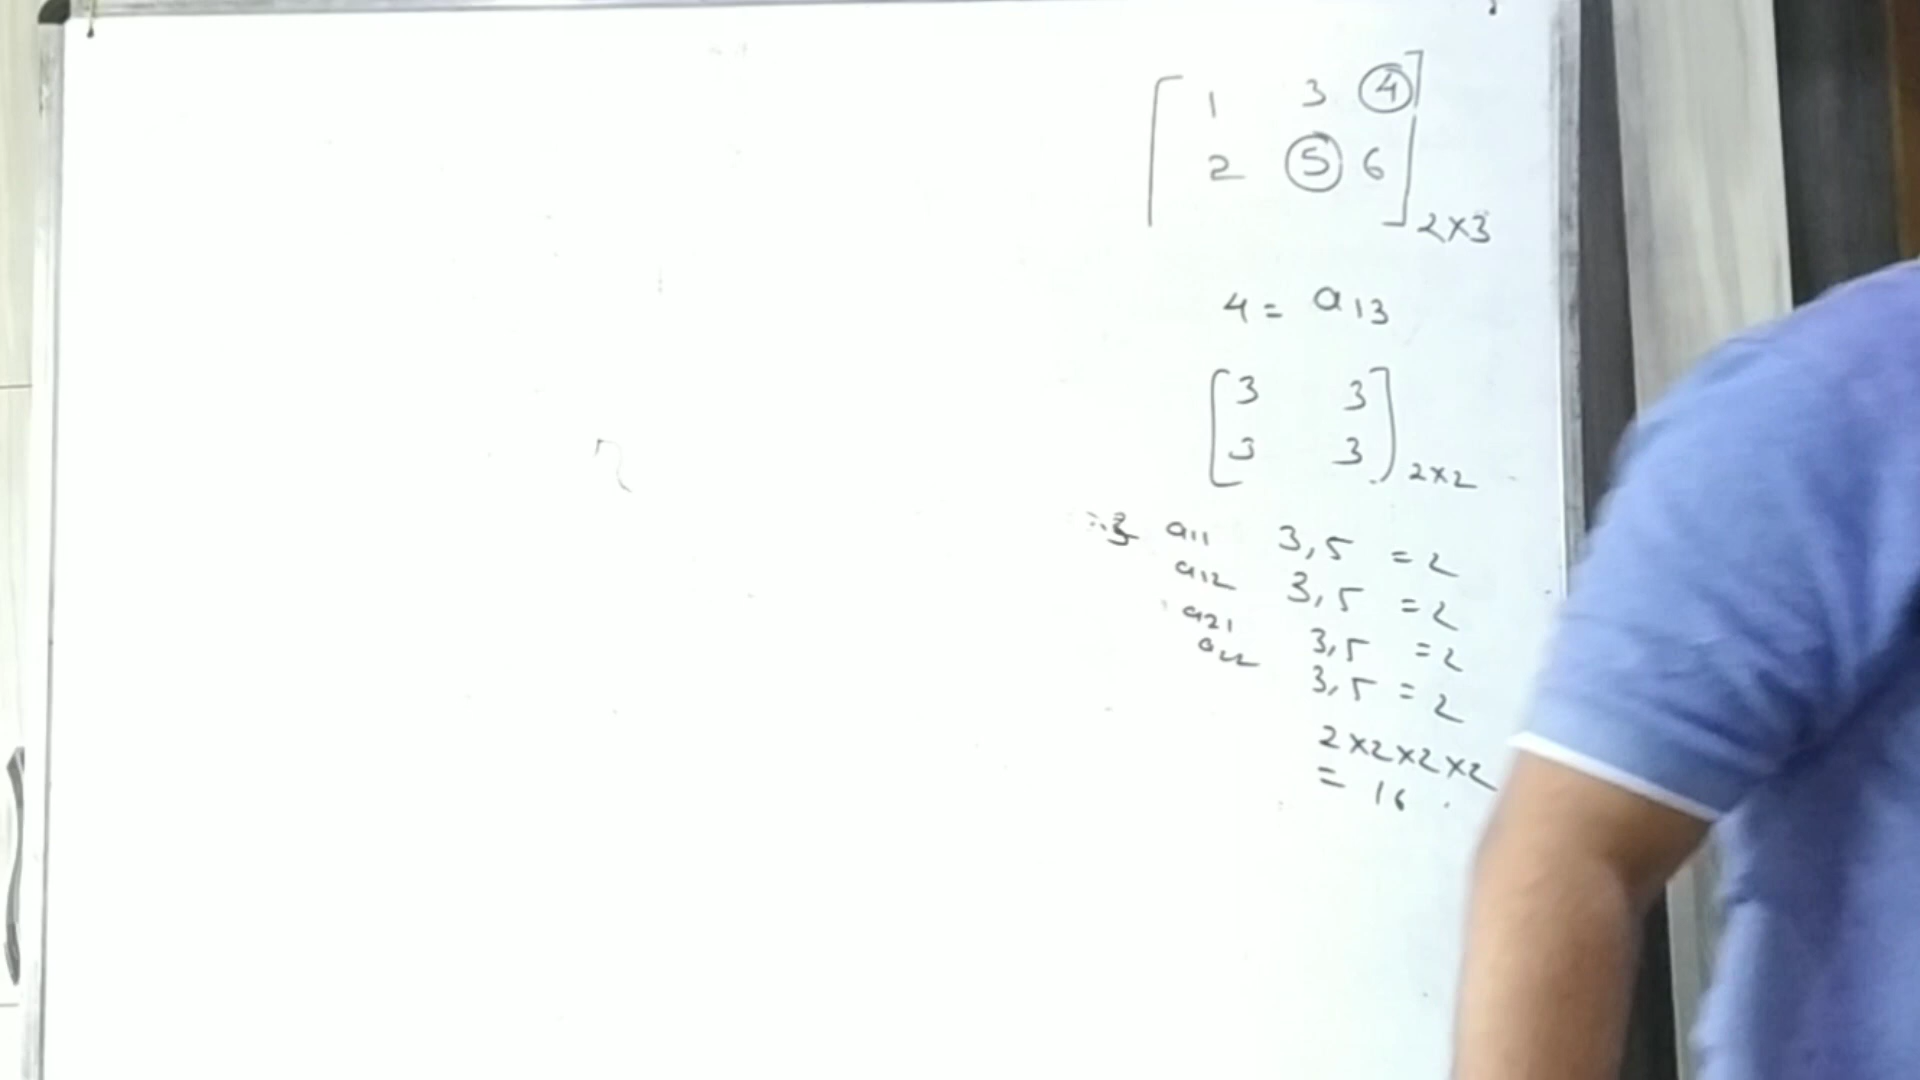 1 3 4
2 5 6
2×3
4 = a13
3 3
3 3
2×2
a11 3,5 = 2
a12 3,5 = 2
a21 3,5 = 2
a22 3,5 = 2
2×2×2×2
= 16